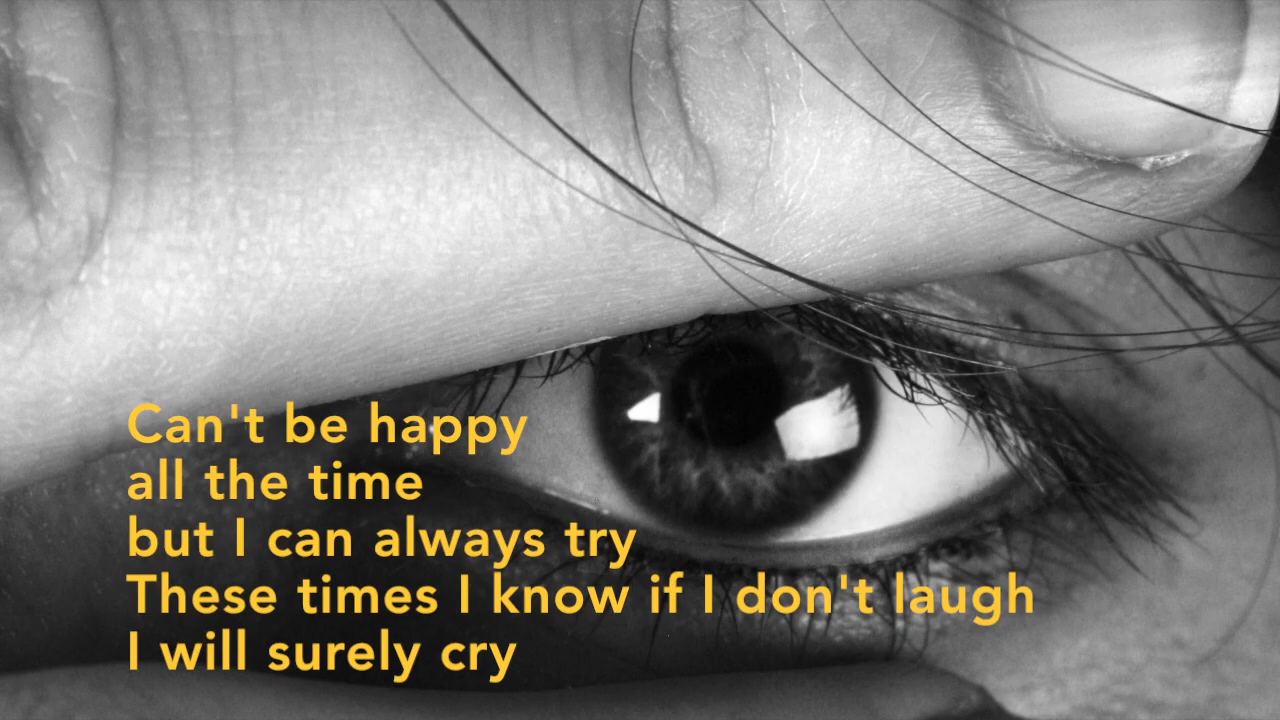 Can't be happy
all the time
but I can always try
These times I know if I don't laugh
I will surely cry